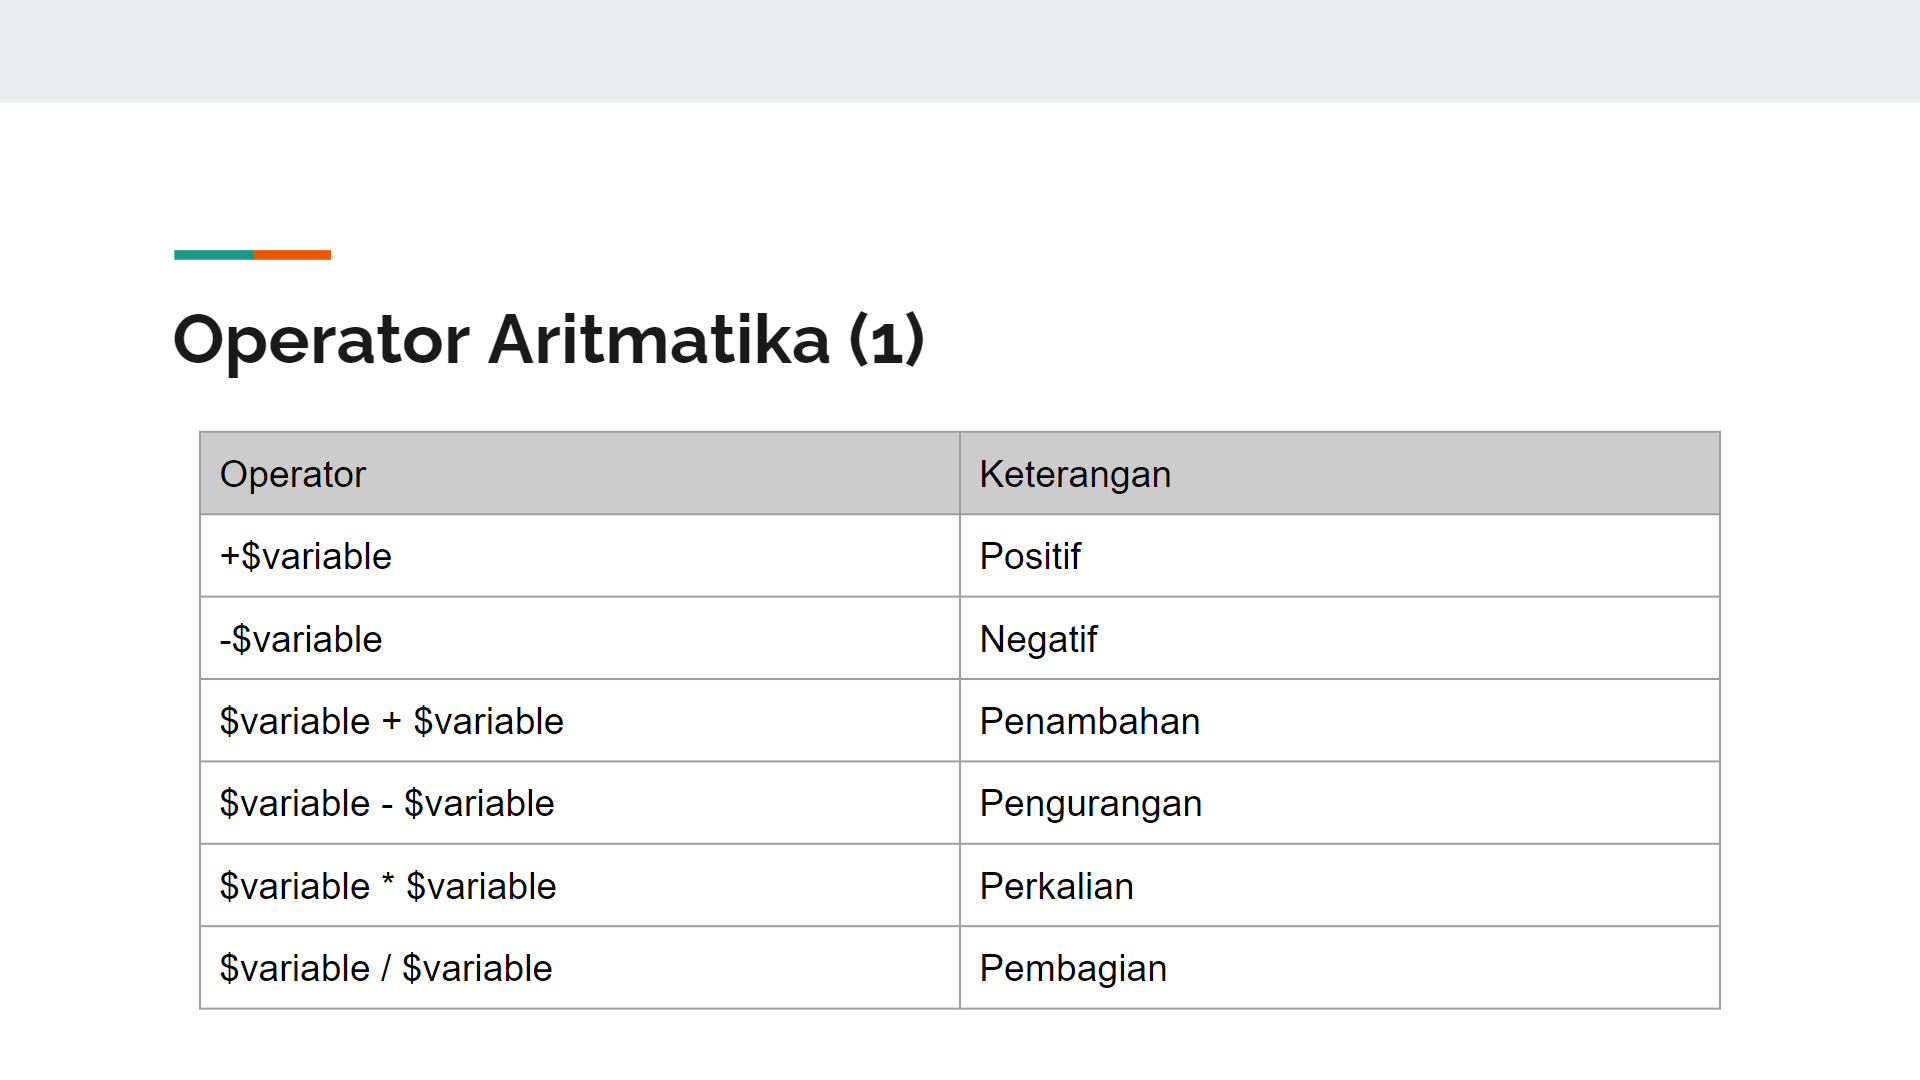 Operator Aritmatika (1)
Operator Keterangan
+$variable Positif
-$variable Negatif
$variable + $variable Penambahan
$variable - $variable Pengurangan
$variable * $variable Perkalian
$variable / $variable Pembagian